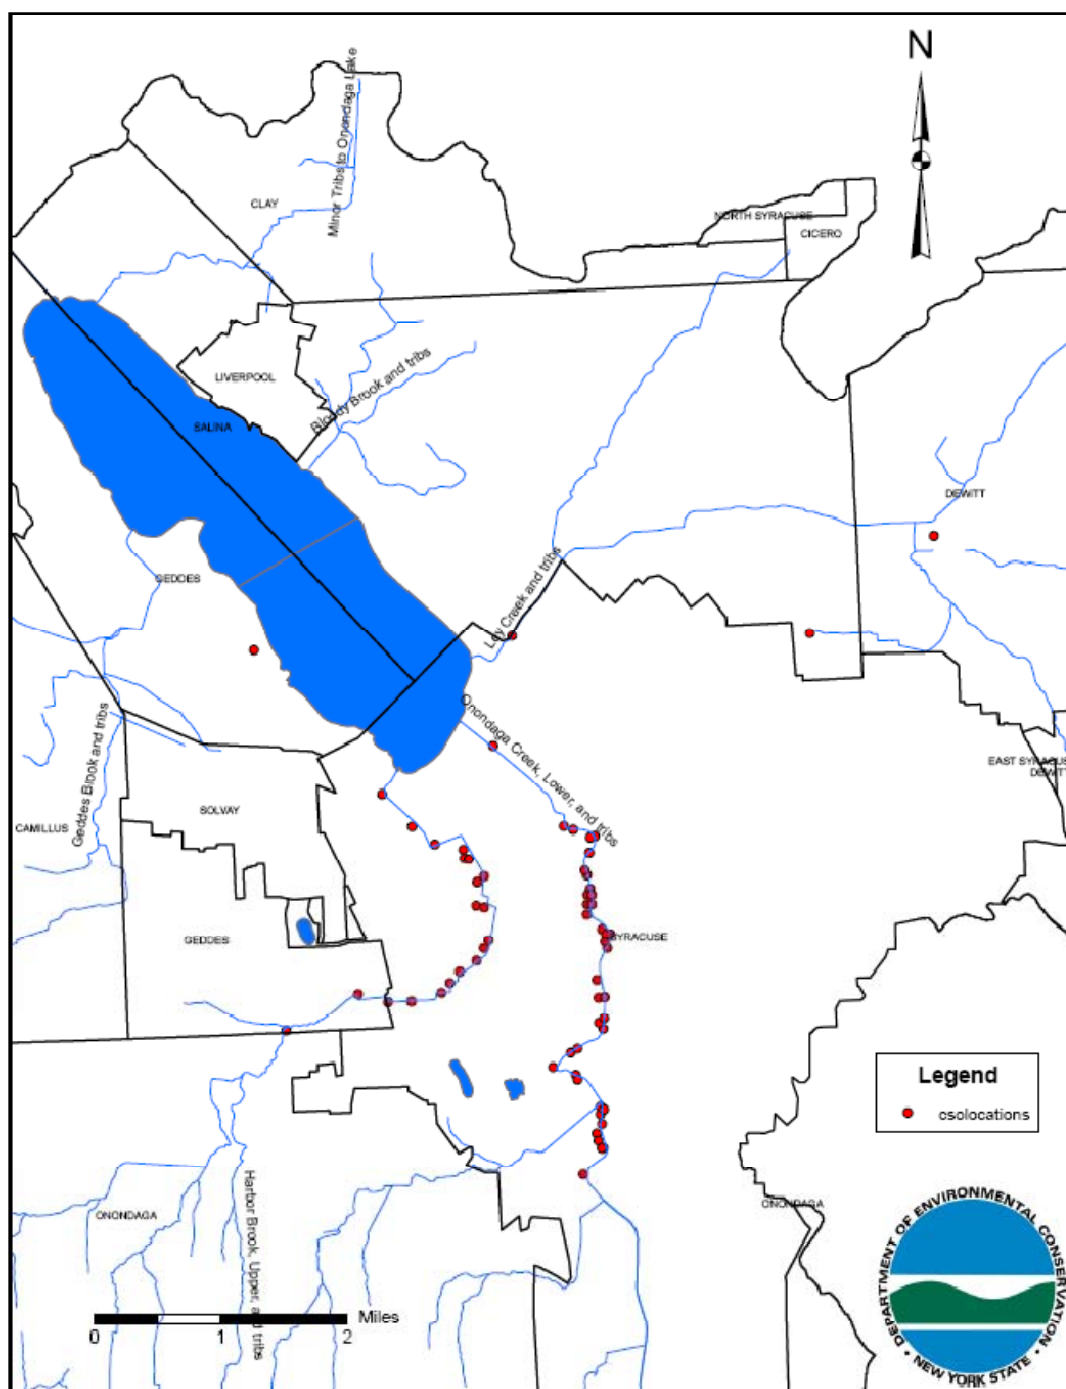 N
Minor Tribs to Onondaga Lake
CLAY
NORTH SYRACUSE
CICERO
LIVERPOOL
Bloody Brook and tribs
SALINA
DEWITT
Ley Creek and tribs
GEDDES
Onondaga Creek, Lower, and tribs
Geddes Brook and tribs
EAST SYRACUSE
DEWITT
SOLVAY
CAMILLUS
GEDDES
SYRACUSE
Legend
csolocations
Harbor Brook, Upper, and tribs
ONONDAGA
ONONDAGA
0 1 2 Miles
DEPARTMENT OF ENVIRONMENTAL CONSERVATION
• NEW YORK STATE •